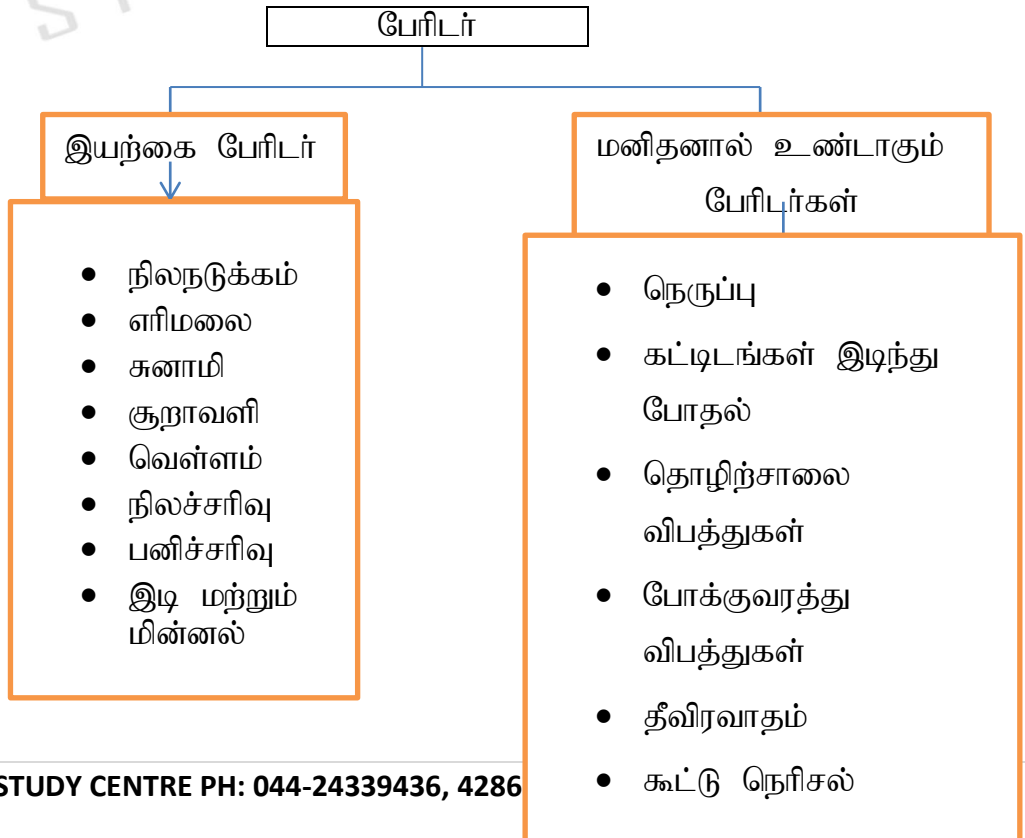 பேரிடர்
இயற்கை பேரிடர்
• நிலநடுக்கம்
• எரிமலை
• சுனாமி
• சூறாவளி
• வெள்ளம்
• நிலச்சரிவு
• பனிச்சரிவு
• இடி மற்றும்
மின்னல்
மனிதனால் உண்டாகும்
பேரிடர்கள்
• நெருப்பு
• கட்டிடங்கள் இடிந்து
போதல்
• தொழிற்சாலை
விபத்துகள்
• போக்குவரத்து
விபத்துகள்
• தீவிரவாதம்
• கூட்டு நெரிசல்
STUDY CENTRE PH: 044-24339436, 4286